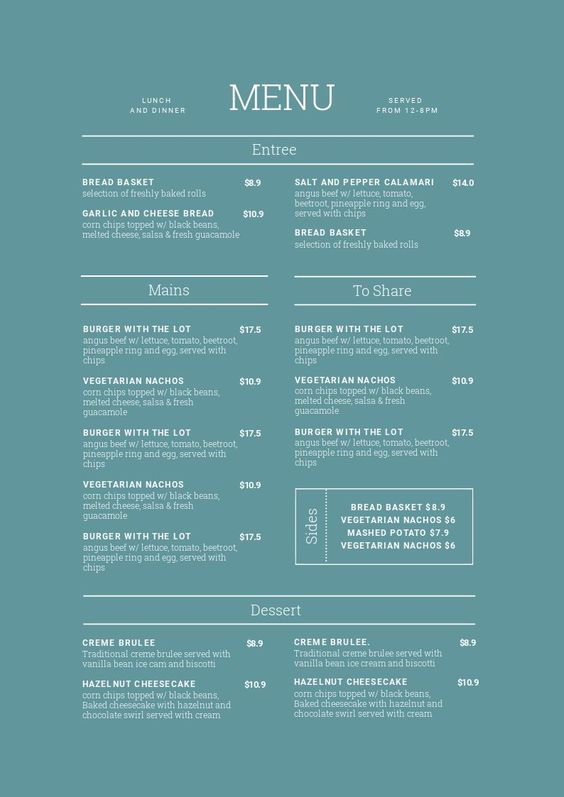 LUNCH
AND DINNER
MENU
SERVED
FROM 12-8PM
Entree
BREAD BASKET $8.9
selection of freshly baked rolls
GARLIC AND CHEESE BREAD $10.9
corn chips topped w/ black beans,
melted cheese, salsa & fresh guacamole
SALT AND PEPPER CALAMARI $14.0
angus beef w/ lettuce, tomato,
beetroot, pineapple ring and egg,
served with chips
BREAD BASKET $8.9
selection of freshly baked rolls
Mains
BURGER WITH THE LOT $17.5
angus beef w/ lettuce, tomato, beetroot,
pineapple ring and egg, served with
chips
VEGETARIAN NACHOS $10.9
corn chips topped w/ black beans,
melted cheese, salsa & fresh
guacamole
BURGER WITH THE LOT $17.5
angus beef w/ lettuce, tomato, beetroot,
pineapple ring and egg, served with
chips
VEGETARIAN NACHOS $10.9
corn chips topped w/ black beans,
melted cheese, salsa & fresh
guacamole
BURGER WITH THE LOT $17.5
angus beef w/ lettuce, tomato, beetroot,
pineapple ring and egg, served with
chips
To Share
BURGER WITH THE LOT $17.5
angus beef w/ lettuce, tomato, beetroot,
pineapple ring and egg, served with
chips
VEGETARIAN NACHOS $10.9
corn chips topped w/ black beans,
melted cheese, salsa & fresh
guacamole
BURGER WITH THE LOT $17.5
angus beef w/ lettuce, tomato, beetroot,
pineapple ring and egg, served with
chips
Sides
BREAD BASKET $8.9
VEGETARIAN NACHOS $6
MASHED POTATO $7.9
VEGETARIAN NACHOS $6
Dessert
CREME BRULEE $8.9
Traditional creme brulee served with
vanilla bean ice cam and biscotti
HAZELNUT CHEESECAKE $10.9
corn chips topped w/ black beans,
Baked cheesecake with hazelnut and
chocolate swirl served with cream
CREME BRULEE. $8.9
Traditional creme brulee served with
vanilla bean ice cream and biscotti
HAZELNUT CHEESECAKE $10.9
corn chips topped w/ black beans,
Baked cheesecake with hazelnut and
chocolate swirl served with cream